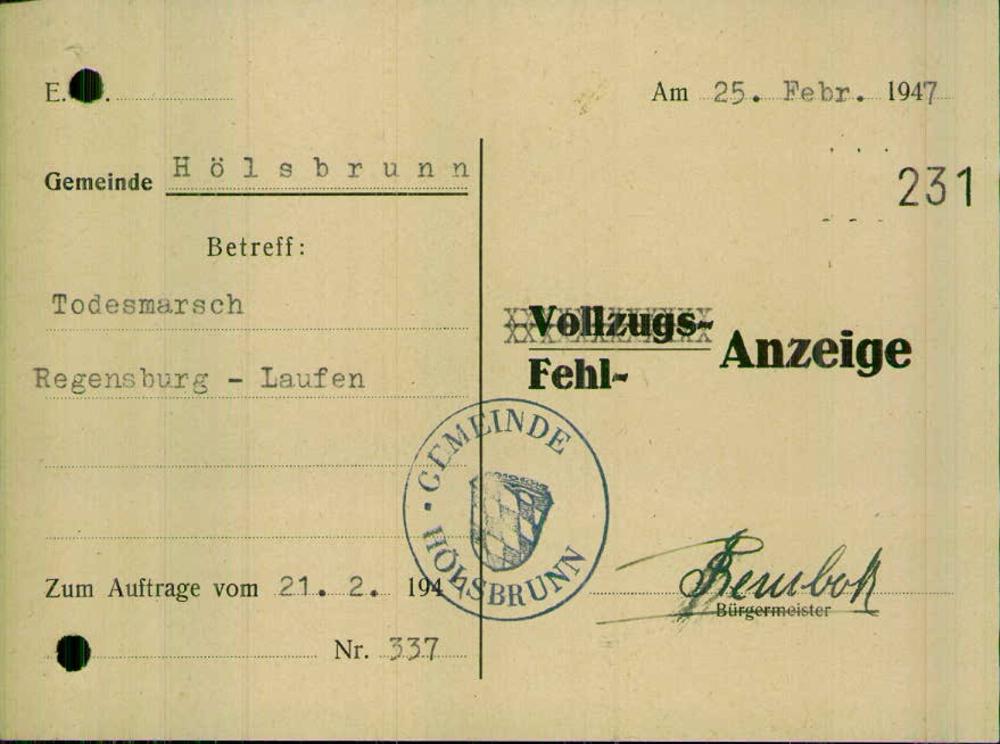 E. .
Am 25. Febr. 1947
Gemeinde Hölsbrunn
231
Betreff:
Todesmarsch
Regensburg - Laufen
Vollzugs-
Fehl-
Anzeige
GEMEINDE
HÖLSBRUNN
Zum Auftrage vom 21. 2. 194
Bürgermeister
Nr. 337